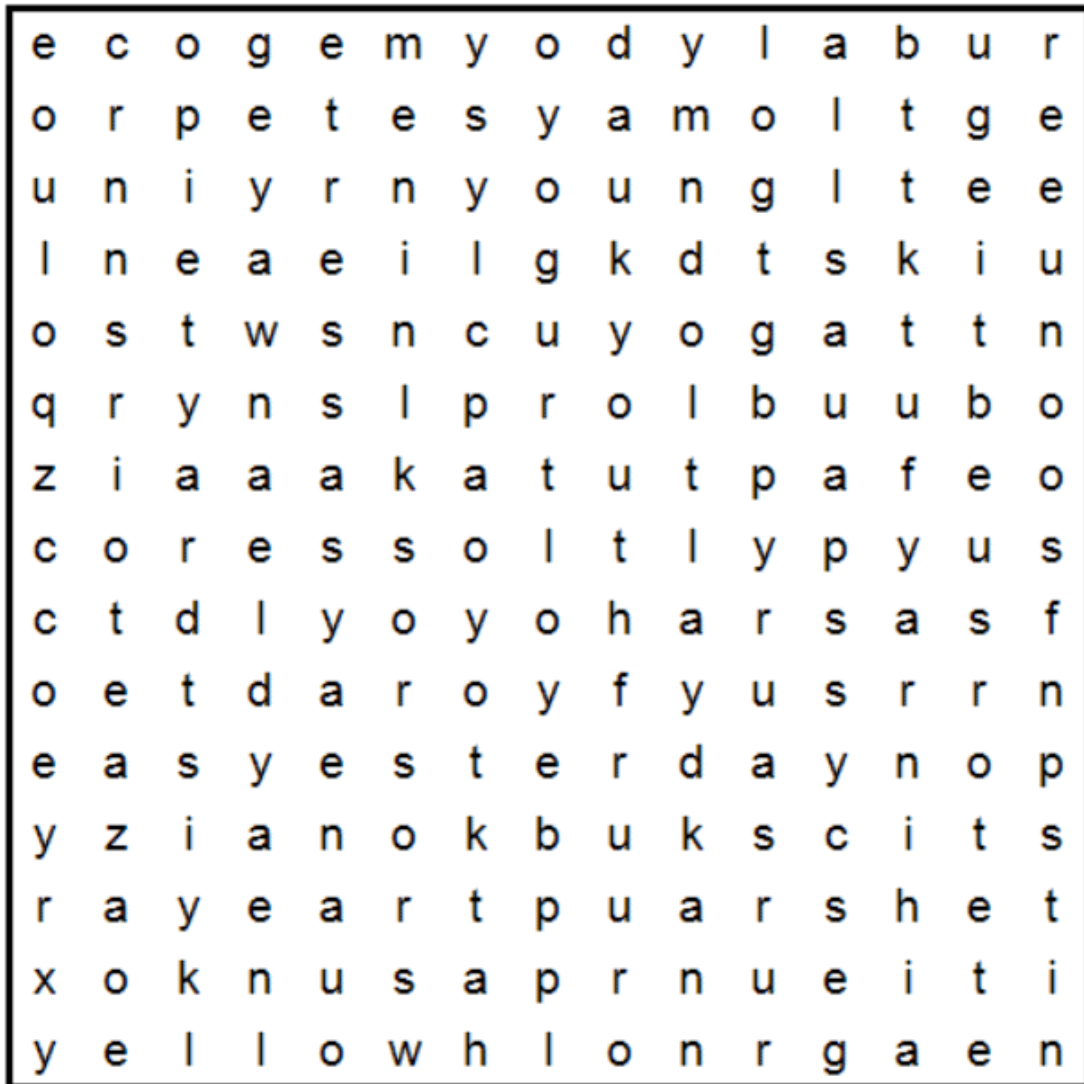 e c o g e m y o d y l a b u r
o r p e t e s y a m o l t g e
u n i y r n y o u n g l t e e
l n e a e i l g k d t s k i u
o s t w s n c u y o g a t t n
q r y n s l p r o l b u u b o
z i a a a k a t u t p a f e o
c o r e s s o l t l y p y u s
c t d l y o y o h a r s a s f
o e t d a r o y f y u s r r n
e a s y e s t e r d a y n o p
y z i a n o k b u k s c i t s
r a y e a r t p u a r s h e t
x o k n u s a p r n u e i t i
y e l l o w h l o n r g a e n